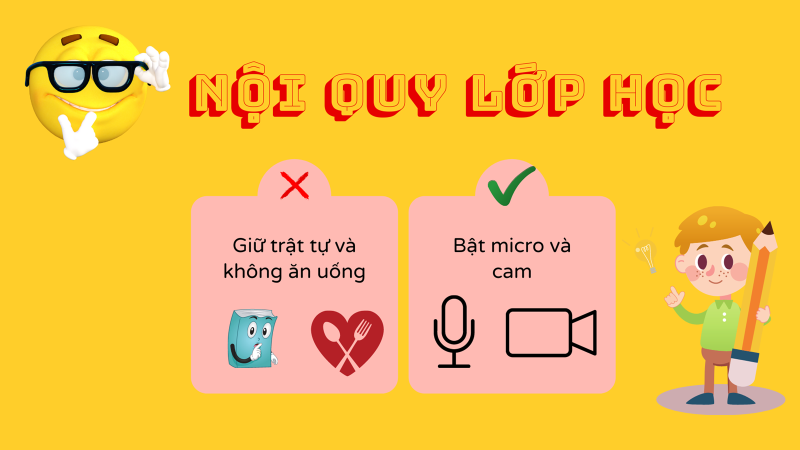 NỘI QUY LỚP HỌC
Giữ trật tự và
không ăn uống
Bật micro và
cam